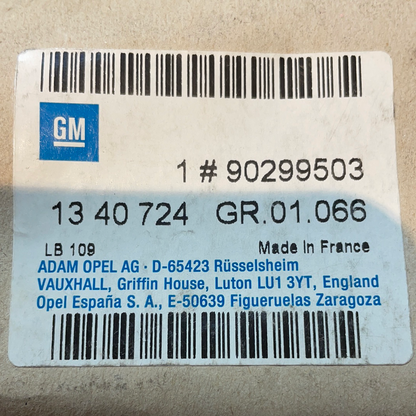 GM
1 # 90299503
13 40 724 GR.01.066
LB 109 Made In France
ADAM OPEL AG · D-65423 Rüsselsheim
VAUXHALL, Griffin House, Luton LU1 3YT, England
Opel España S. A., E-50639 Figueruelas Zaragoza